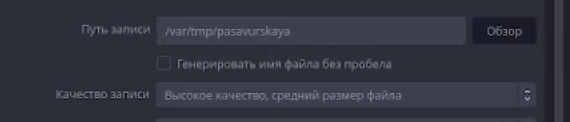 Путь записи /var/tmp/pasavurskaya Обзор
Генерировать имя файла без пробела
Качество записи Высокое качество, средний размер файла